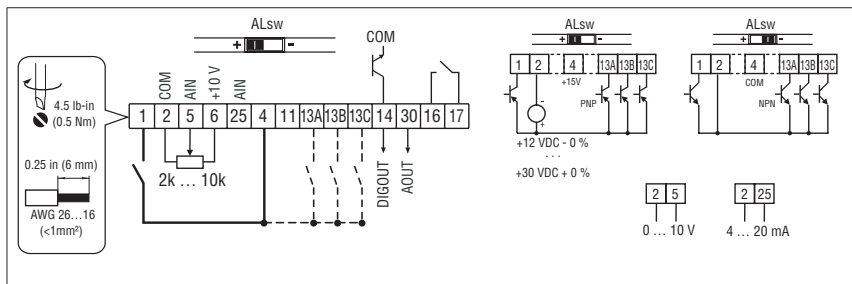 ALsw
+ -
4.5 lb-in
(0.5 Nm)
0.25 in (6 mm)
AWG 26...16
(<1mm²)
COM
AIN
+10 V
AIN
COM
1 2 5 6 25 4 11 13A 13B 13C 14 30 16 17
2k ... 10k
DIGOUT
AOUT
ALsw
+ -
1 2 4 13A 13B 13C
+15V
PNP
-
+
+12 VDC - 0 %
...
+30 VDC + 0 %
ALsw
+ -
1 2 4 13A 13B 13C
COM
NPN
2 5
0 ... 10 V
2 25
4 ... 20 mA